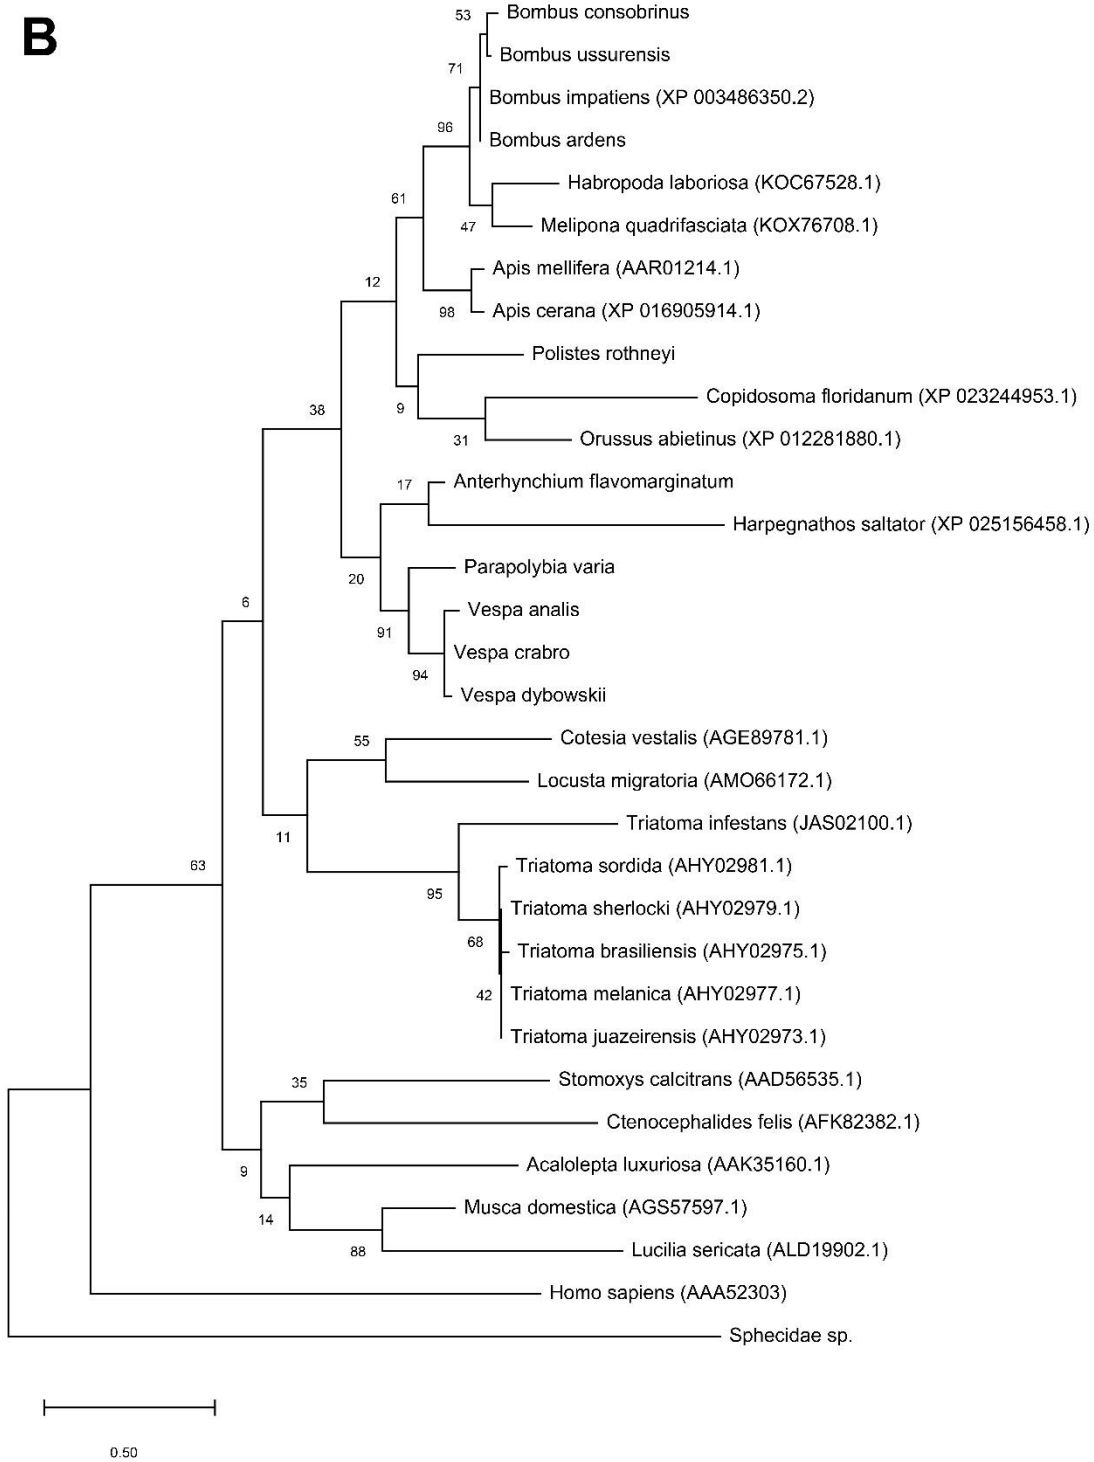 B
53
Bombus consobrinus
Bombus ussurensis
71
Bombus impatiens (XP 003486350.2)
96
Bombus ardens
Habropoda laboriosa (KOC67528.1)
61
47
Melipona quadrifasciata (KOX76708.1)
Apis mellifera (AAR01214.1)
12
98
Apis cerana (XP 016905914.1)
Polistes rothneyi
Copidosoma floridanum (XP 023244953.1)
38
9
31
Orussus abietinus (XP 012281880.1)
17
Anterhynchium flavomarginatum
Harpegnathos saltator (XP 025156458.1)
Parapolybia varia
20
6
Vespa analis
91
Vespa crabro
94
Vespa dybowskii
55
Cotesia vestalis (AGE89781.1)
Locusta migratoria (AMO66172.1)
11
Triatoma infestans (JAS02100.1)
63
Triatoma sordida (AHY02981.1)
95
Triatoma sherlocki (AHY02979.1)
68
Triatoma brasiliensis (AHY02975.1)
42
Triatoma melanica (AHY02977.1)
Triatoma juazeirensis (AHY02973.1)
35
Stomoxys calcitrans (AAD56535.1)
Ctenocephalides felis (AFK82382.1)
9
Acalolepta luxuriosa (AAK35160.1)
14
Musca domestica (AGS57597.1)
88
Lucilia sericata (ALD19902.1)
Homo sapiens (AAA52303)
Sphecidae sp.
0.50